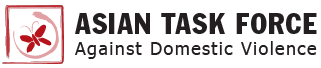 ASIAN TASK FORCE
Against Domestic Violence